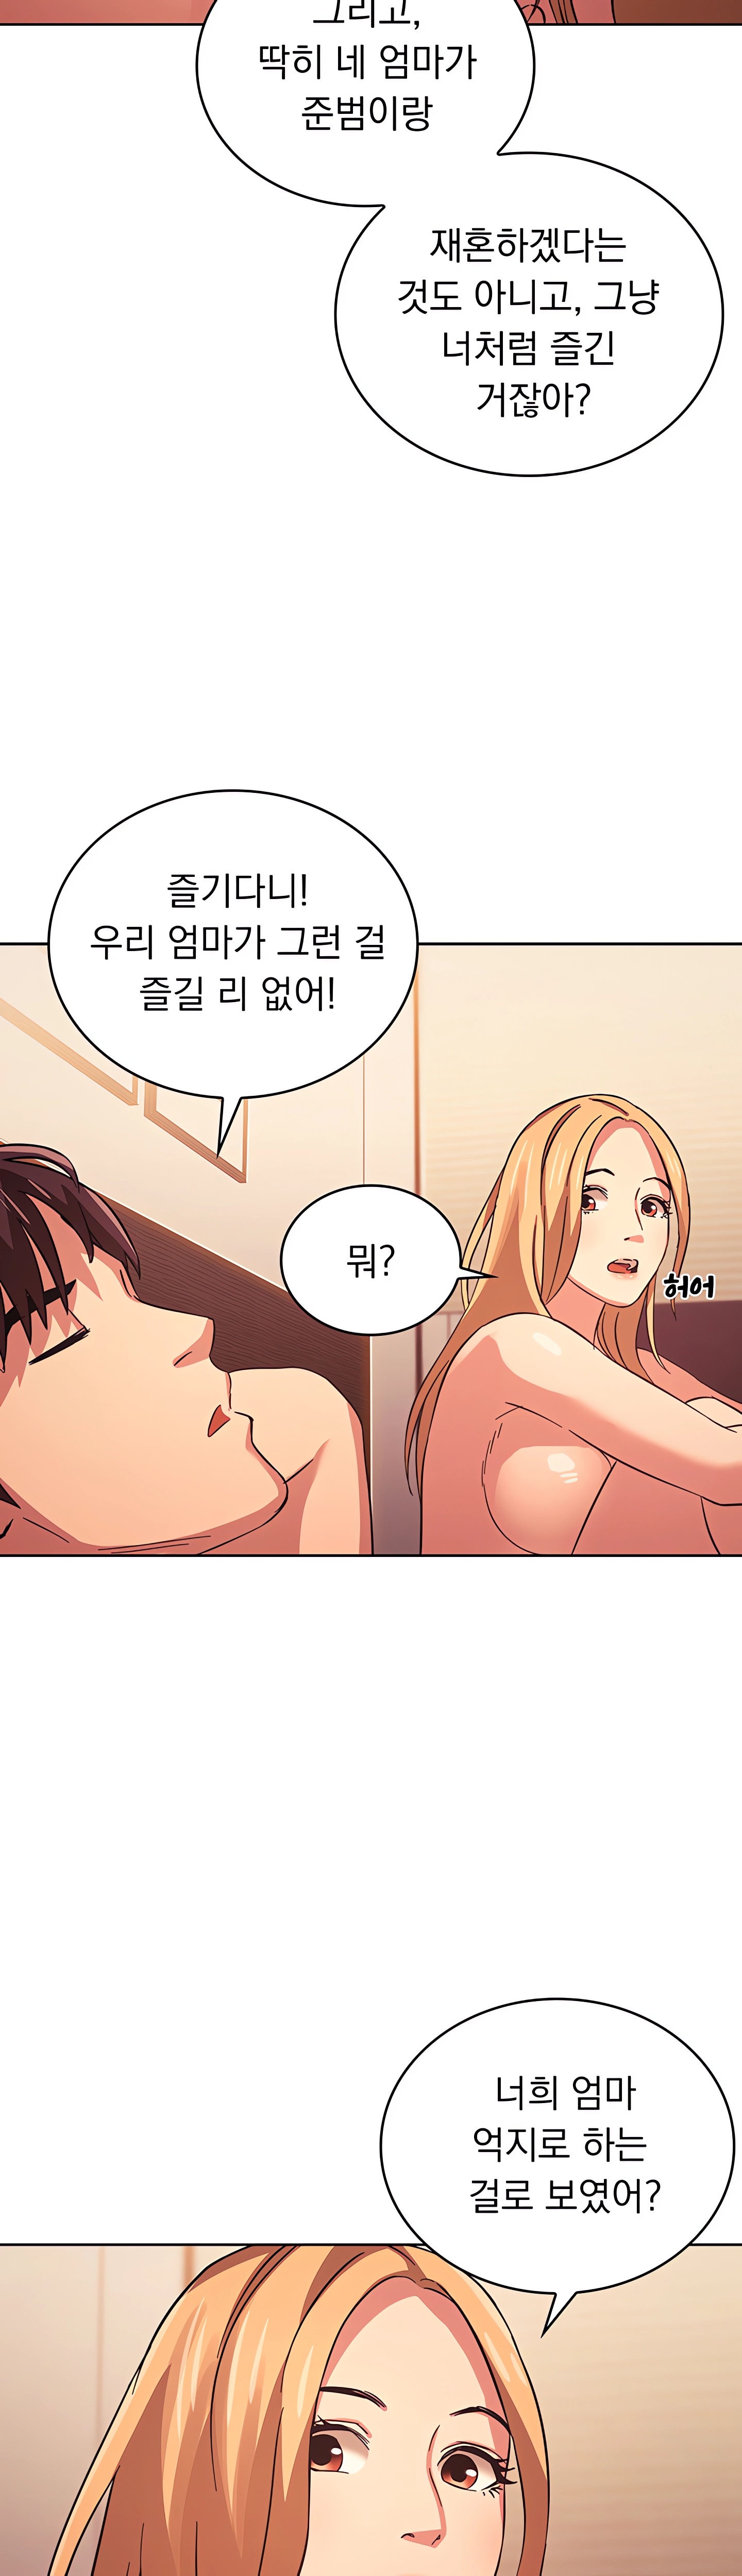 그리고,
딱히 네 엄마가
준범이랑
재혼하겠다는
것도 아니고, 그냥
너처럼 즐긴
거잖아?
즐기다니!
우리 엄마가 그런 걸
즐길 리 없어!
뭐?
허어
너희 엄마
억지로 하는
걸로 보였어?